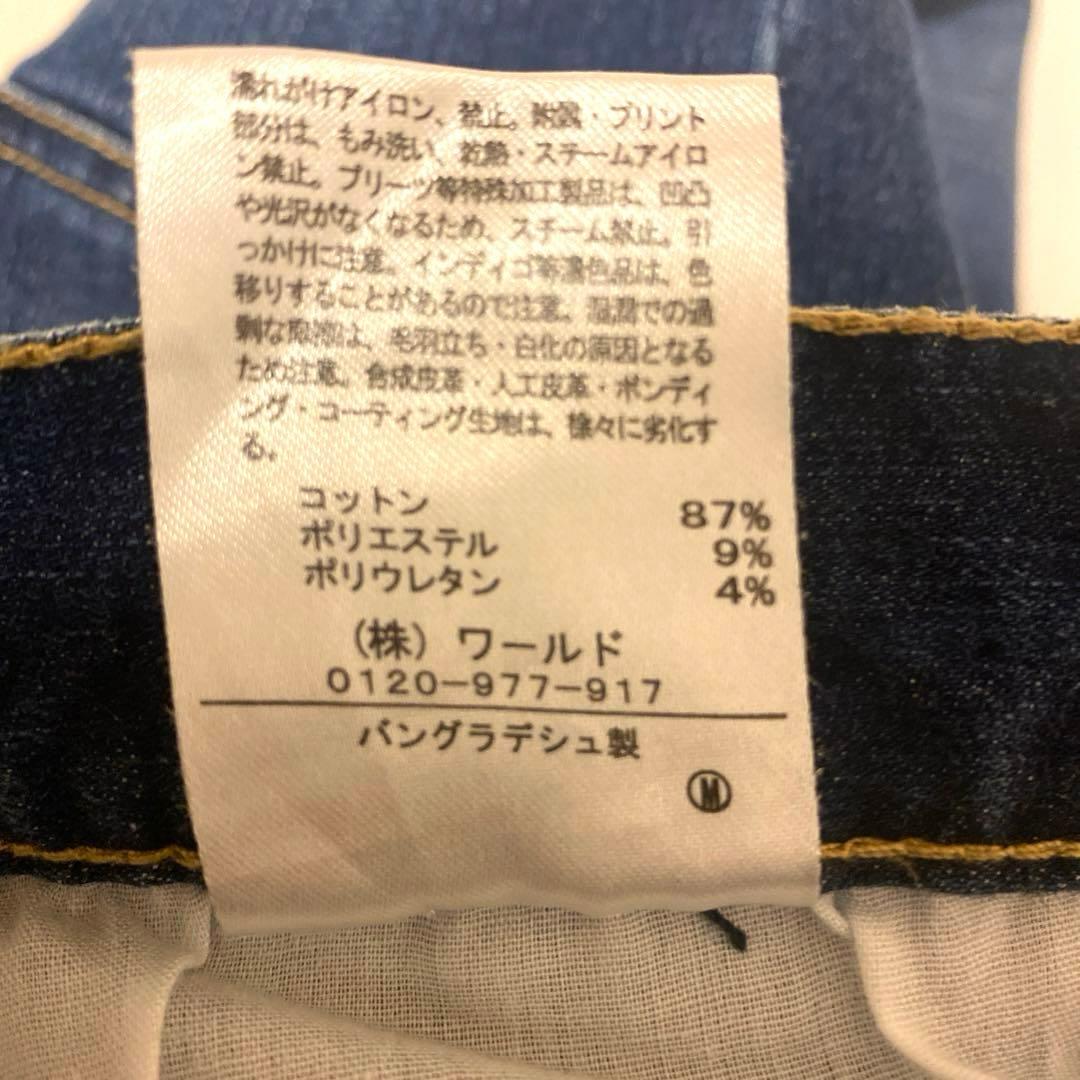 濡れがけアイロン、禁止。 ・プリント
部分は、もみ洗い、乾熱・スチームアイロ
ン禁止。プリーツ等特殊加工製品は、凹凸
や光沢がなくなるため、スチーム禁止。引
っかけに注意。インディゴ等濃色品は、色
移りすることがあるので注意。湿潤での過
剰な摩擦は、毛羽立ち・白化の原因となる
ため注意。合成皮革・人工皮革・ボンディ
ング・コーティング生地は、徐々に劣化す
る。
コットン 87%
ポリエステル 9%
ポリウレタン 4%
(株) ワールド
0120-977-917
バングラデシュ製
Ⓜ